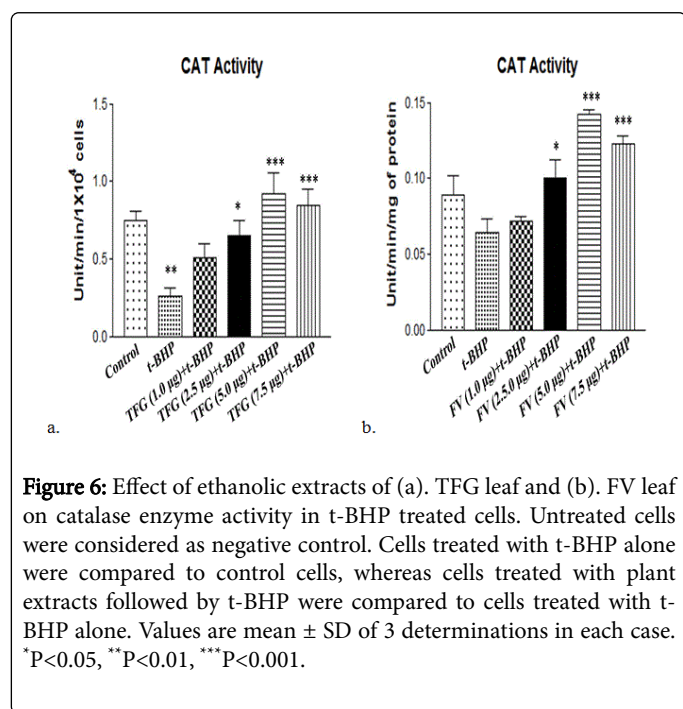 CAT Activity
Unit/min/1X10⁴ cells
1.5
1.0
0.5
0.0
**
*
***
***
Control
t-BHP
TFG (1.0 µg)+t-BHP
TFG (2.5 µg)+t-BHP
TFG (5.0 µg)+t-BHP
TFG (7.5 µg)+t-BHP
a.
CAT Activity
Unit/min/mg of protein
0.15
0.10
0.05
0.00
*
***
***
Control
t-BHP
FV (1.0 µg)+t-BHP
FV (2.5.0 µg)+t-BHP
FV (5.0 µg)+t-BHP
FV (7.5 µg)+t-BHP
b.
Figure 6: Effect of ethanolic extracts of (a). TFG leaf and (b). FV leaf
on catalase enzyme activity in t-BHP treated cells. Untreated cells
were considered as negative control. Cells treated with t-BHP alone
were compared to control cells, whereas cells treated with plant
extracts followed by t-BHP were compared to cells treated with t-
BHP alone. Values are mean ± SD of 3 determinations in each case.
*P<0.05, **P<0.01, ***P<0.001.